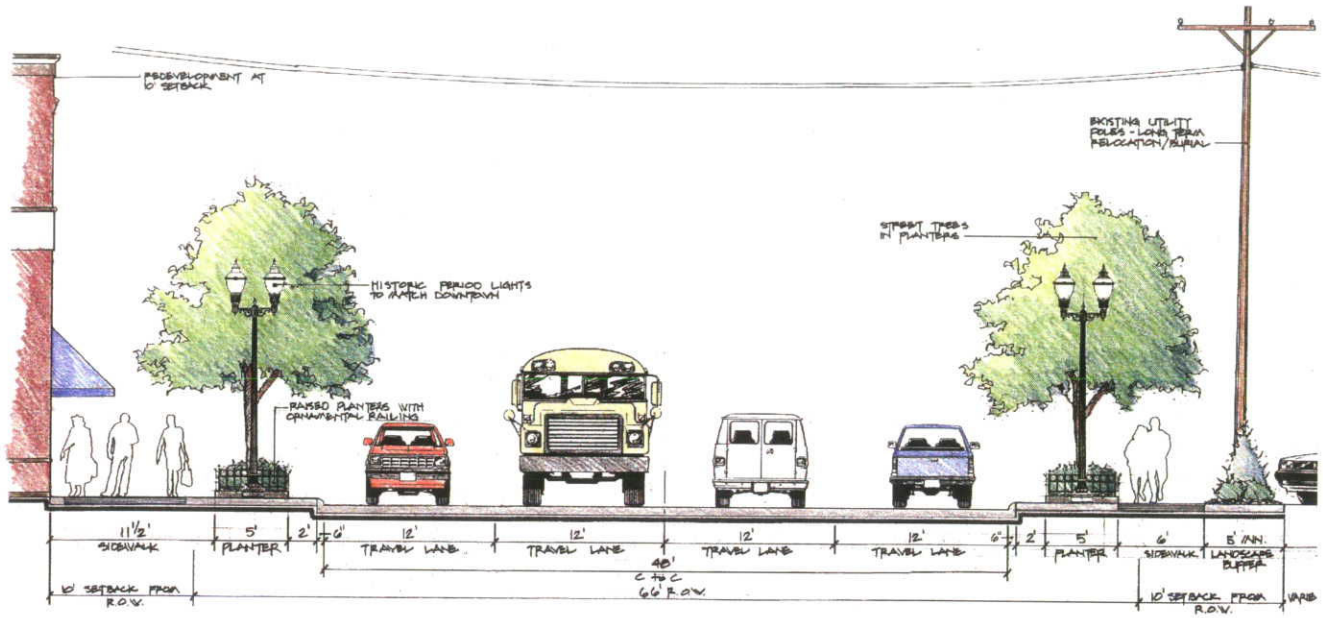 REDEVELOPMENT AT
10' SETBACK
EXISTING UTILITY
POLES - LONG TERM
RELOCATION/BURIAL
STREET TREES
IN PLANTERS
HISTORIC PERIOD LIGHTS
TO MATCH DOWNTOWN
RAISED PLANTERS WITH
ORNAMENTAL RAILING
11 1/2' 5' 2' 6" 12' 12' 12' 12' 6" 2' 5' 6' 5' MIN.
SIDEWALK PLANTER TRAVEL LANE TRAVEL LANE TRAVEL LANE TRAVEL LANE PLANTER SIDEWALK LANDSCAPE
BUFFER
48'
C to C
10' SETBACK FROM 66' R.O.W. 10' SETBACK FROM VARIES
R.O.W. R.O.W.